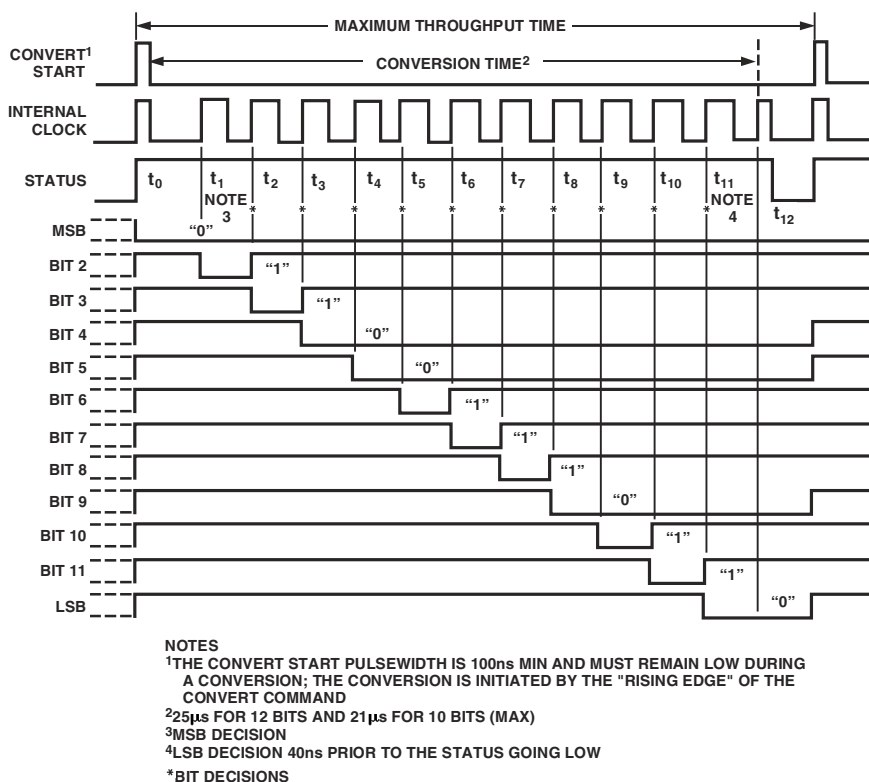 MAXIMUM THROUGHPUT TIME
CONVERT¹
START
CONVERSION TIME²
INTERNAL
CLOCK
STATUS
t₀ t₁ t₂ t₃ t₄ t₅ t₆ t₇ t₈ t₉ t₁₀ t₁₁ t₁₂
NOTE
3
NOTE
4
* * * * * * * * * *
MSB "0"
BIT 2 "1"
BIT 3 "1"
BIT 4 "0"
BIT 5 "0"
BIT 6 "1"
BIT 7 "1"
BIT 8 "1"
BIT 9 "0"
BIT 10 "1"
BIT 11 "1"
LSB "0"
NOTES
¹THE CONVERT START PULSEWIDTH IS 100ns MIN AND MUST REMAIN LOW DURING
A CONVERSION; THE CONVERSION IS INITIATED BY THE "RISING EDGE" OF THE
CONVERT COMMAND
²25µs FOR 12 BITS AND 21µs FOR 10 BITS (MAX)
³MSB DECISION
⁴LSB DECISION 40ns PRIOR TO THE STATUS GOING LOW
*BIT DECISIONS